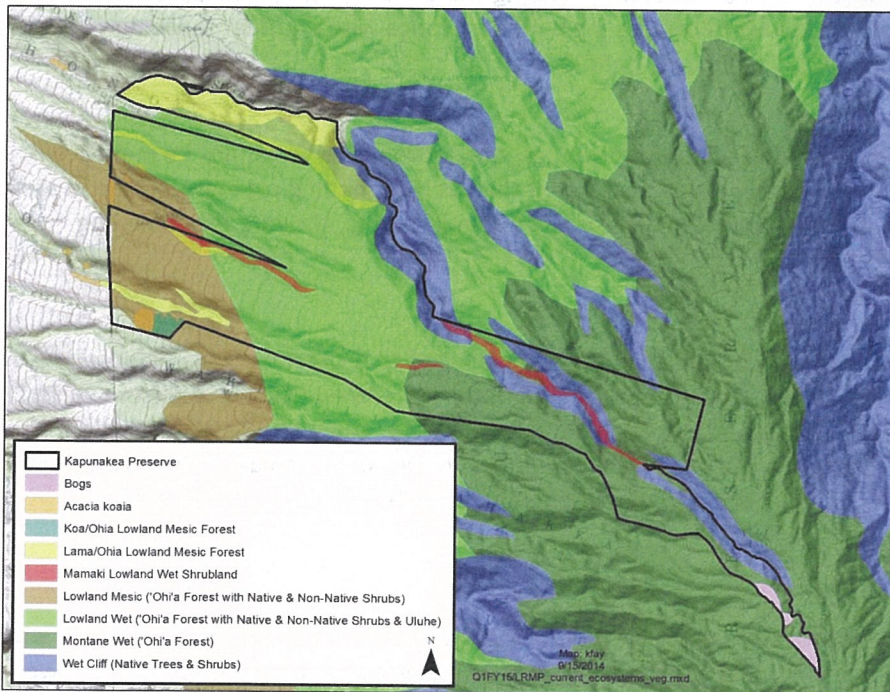 Kapunakea Preserve
Bogs
Acacia koaia
Koa/Ohia Lowland Mesic Forest
Lama/Ohia Lowland Mesic Forest
Mamaki Lowland Wet Shrubland
Lowland Mesic ('Ohi'a Forest with Native & Non-Native Shrubs)
Lowland Wet ('Ohi'a Forest with Native & Non-Native Shrubs & Uluhe)
Montane Wet ('Ohi'a Forest)
Wet Cliff (Native Trees & Shrubs)
N
Map: kfay
9/15/2014
Q1FY15/LRMP_current_ecosystems_veg.mxd